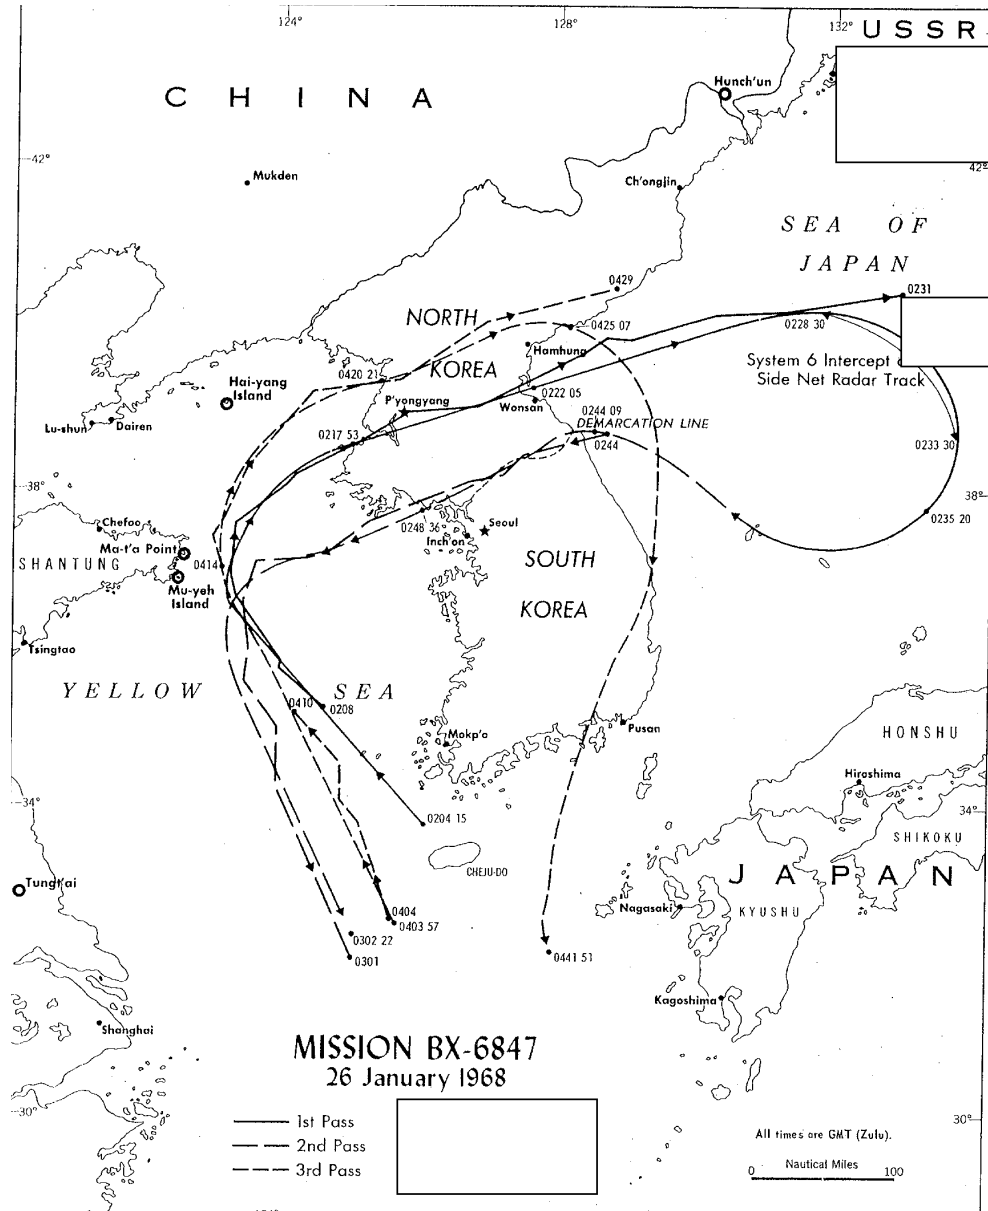 124°
128°
132°
USSR
CHINA
Hunch'un
42°
42°
Mukden
Ch'ongjin
SEA OF
JAPAN
0429
0231
NORTH
KOREA
0425 07
0228 30
Hamhung
System 6 Intercept
Side Net Radar Track
0420 21
Hai-yang
Island
P'yongyang
0222 05
Wonsan
0244 09
DEMARCATION LINE
0244
Lu-shun
Dairen
0217 53
0233 30
38°
38°
0248 36
Seoul
Inch'on
0235 20
Chefoo
Ma-t'a Point
SHANTUNG
0414
Mu-yeh
Island
SOUTH
KOREA
Tsingtao
YELLOW SEA
0410
0208
Mokp'o
Pusan
HONSHU
Hiroshima
34°
34°
0204 15
SHIKOKU
CHEJU-DO
JAPAN
Tungt'ai
Nagasaki
KYUSHU
0404
0403 57
0302 22
0301
0441 51
Kagoshima
Shanghai
MISSION BX-6847
26 January 1968
30°
30°
1st Pass
2nd Pass
3rd Pass
All times are GMT (Zulu).
Nautical Miles
0 100